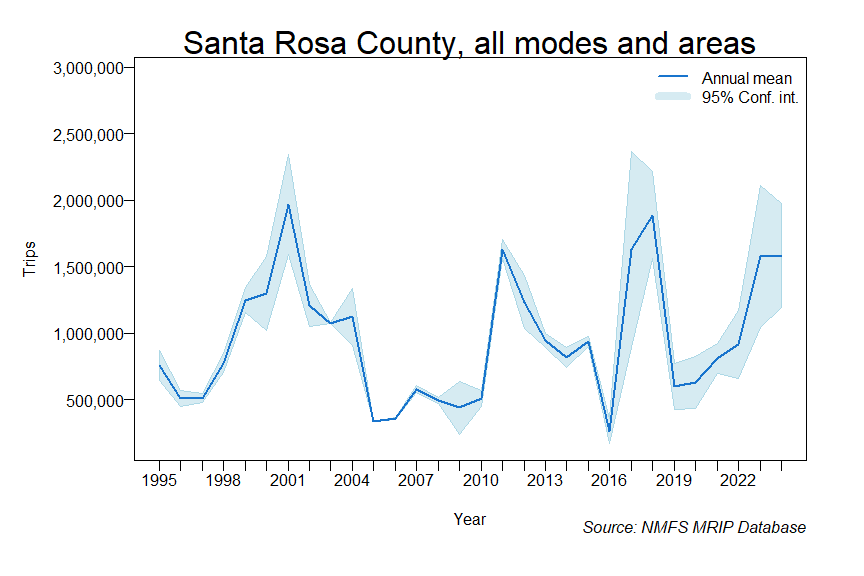 Santa Rosa County, all modes and areas
3,000,000
2,500,000
2,000,000
1,500,000
1,000,000
500,000
Trips
Annual mean
95% Conf. int.
1995 1998 2001 2004 2007 2010 2013 2016 2019 2022
Year
Source: NMFS MRIP Database